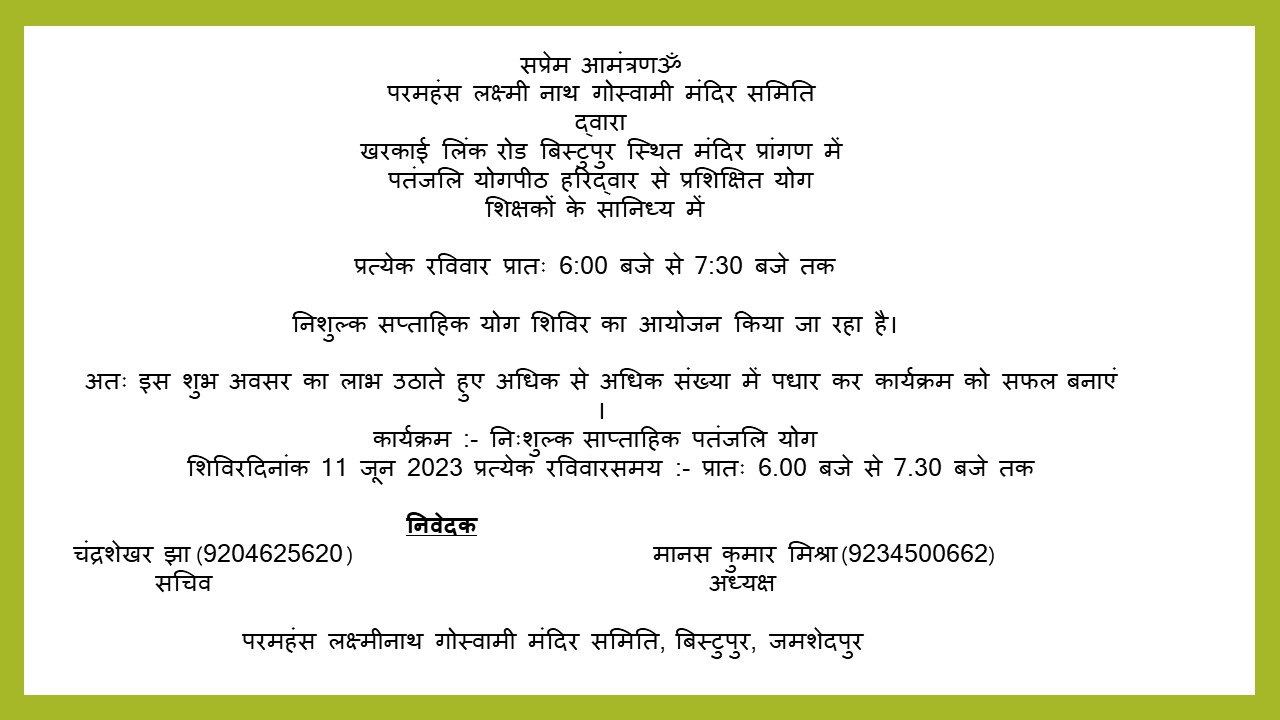 सप्रेम आमंत्रणॐ
परमहंस लक्ष्मी नाथ गोस्वामी मंदिर समिति
द्वारा
खरकाई लिंक रोड बिस्टुपुर स्थित मंदिर प्रांगण में
पतंजलि योगपीठ हरिद्वार से प्रशिक्षित योग
शिक्षकों के सानिध्य में
प्रत्येक रविवार प्रातः 6:00 बजे से 7:30 बजे तक
निशुल्क सप्ताहिक योग शिविर का आयोजन किया जा रहा है।
अतः इस शुभ अवसर का लाभ उठाते हुए अधिक से अधिक संख्या में पधार कर कार्यक्रम को सफल बनाएं
।
कार्यक्रम :- निःशुल्क साप्ताहिक पतंजलि योग
शिविरदिनांक 11 जून 2023 प्रत्येक रविवारसमय :- प्रातः 6.00 बजे से 7.30 बजे तक
निवेदक
चंद्रशेखर झा (9204625620) मानस कुमार मिश्रा (9234500662)
सचिव अध्यक्ष
परमहंस लक्ष्मीनाथ गोस्वामी मंदिर समिति, बिस्टुपुर, जमशेदपुर